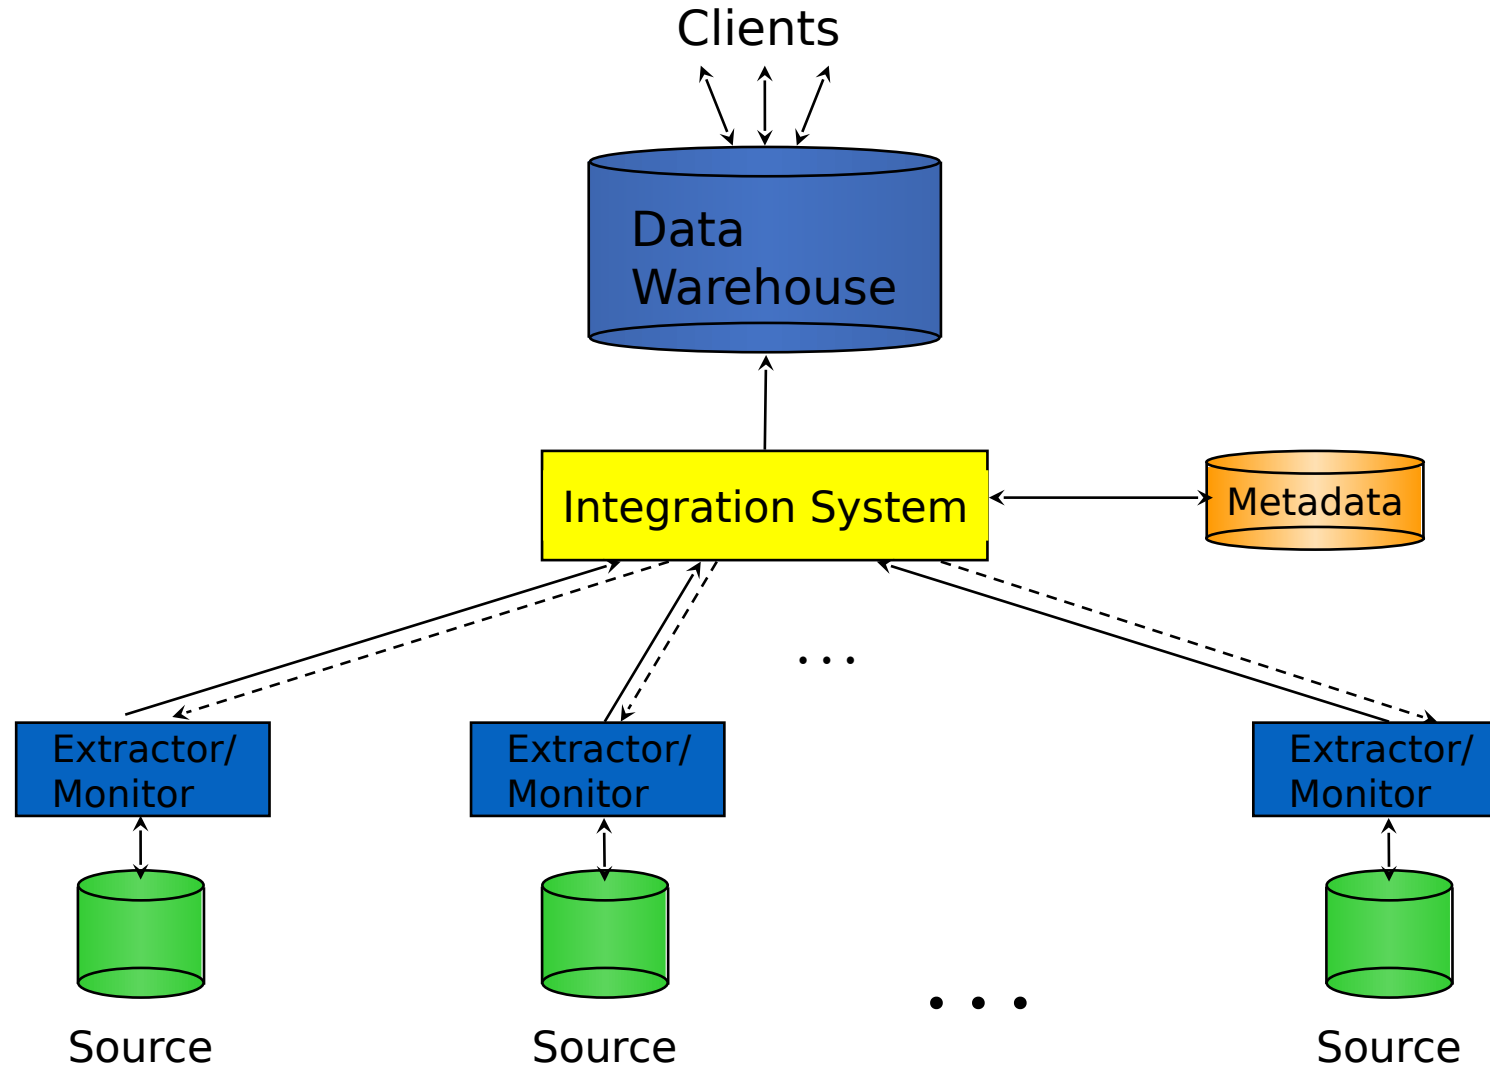 Clients
Data
Warehouse
Integration System
Metadata
...
Extractor/
Monitor
Extractor/
Monitor
Extractor/
Monitor
...
Source
Source
Source